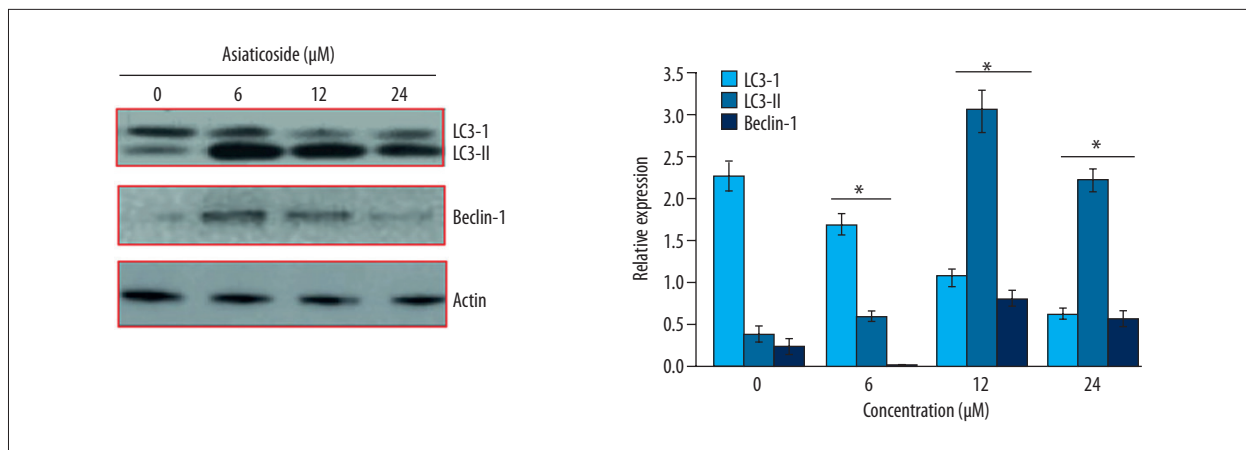 Asiaticoside (µM)
0 6 12 24
LC3-1
LC3-II
Beclin-1
Actin
LC3-1
LC3-II
Beclin-1
3.5
3.0
2.5
2.0
1.5
1.0
0.5
0.0
Relative expression
*
*
*
0 6 12 24
Concentration (µM)